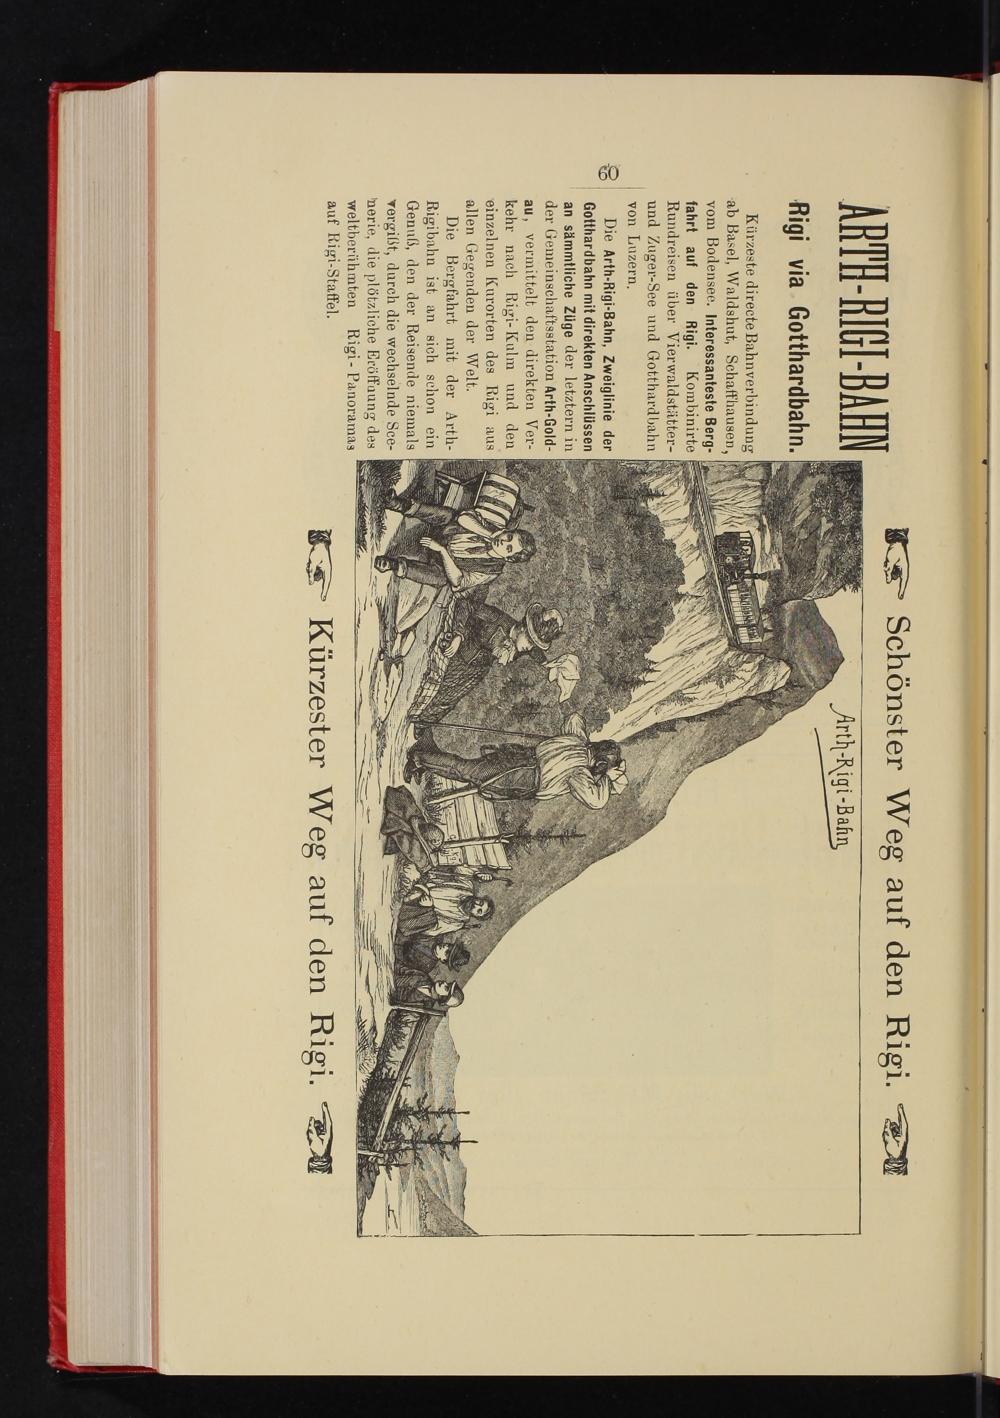 60
Schönster Weg auf den Rigi.
ARTH-RIGI-BAHN
Rigi via Gotthardbahn.
Kürzeste directe Bahnverbindung
ab Basel, Waldshut, Schaffhausen,
vom Bodensee. Interessanteste Berg-
fahrt auf den Rigi. Kombinirte
Rundreisen über Vierwaldstätter-
und Zuger-See und Gotthardbahn
von Luzern.
Die Arth-Rigi-Bahn, Zweiglinie der
Gotthardbahn mit direkten Anschlüssen
an sämmtliche Züge der letztern in
der Gemeinschaftsstation Arth-Gold-
au, vermittelt den direkten Ver-
kehr nach Rigi-Kulm und den
einzelnen Kurorten des Rigi aus
allen Gegenden der Welt.
Die Bergfahrt mit der Arth-
Rigibahn ist an sich schon ein
Genuß, den der Reisende niemals
vergißt, durch die wechselnde Sce-
nerie, die plötzliche Eröffnung des
weltberühmten Rigi-Panoramas
auf Rigi-Staffel.
Arth-Rigi-Bahn
Kürzester Weg auf den Rigi.